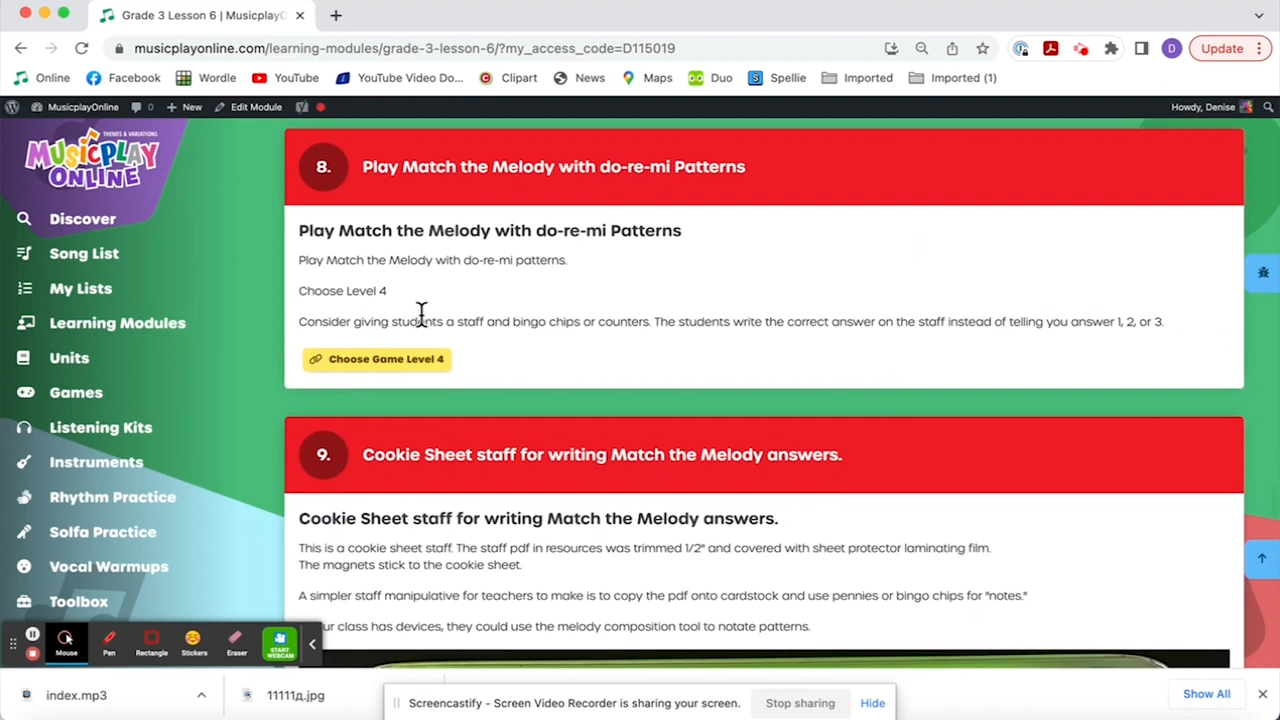 Grade 3 Lesson 6 | MusicplayO
musicplayonline.com/learning-modules/grade-3-lesson-6/?my_access_code=D115019
D
Update
Online
Facebook
Wordle
YouTube
YouTube Video Do...
Clipart
News
Maps
Duo
Spellie
Imported
Imported (1)
MusicplayOnline
0
New
Edit Module
Howdy, Denise
THEMES & VARIATIONS
MUSICPLAY
ONLINE
Discover
Song List
My Lists
Learning Modules
Units
Games
Listening Kits
Instruments
Rhythm Practice
Solfa Practice
Vocal Warmups
Toolbox
8. Play Match the Melody with do-re-mi Patterns
Play Match the Melody with do-re-mi Patterns
Play Match the Melody with do-re-mi patterns.
Choose Level 4
Consider giving students a staff and bingo chips or counters. The students write the correct answer on the staff instead of telling you answer 1, 2, or 3.
Choose Game Level 4
9. Cookie Sheet staff for writing Match the Melody answers.
Cookie Sheet staff for writing Match the Melody answers.
This is a cookie sheet staff. The staff pdf in resources was trimmed 1/2" and covered with sheet protector laminating film.
The magnets stick to the cookie sheet.
A simpler staff manipulative for teachers to make is to copy the pdf onto cardstock and use pennies or bingo chips for "notes."
ur class has devices, they could use the melody composition tool to notate patterns.
Mouse
Pen
Rectangle
Stickers
Eraser
START
WEBCAM
index.mp3
11111д.jpg
Screencastify - Screen Video Recorder is sharing your screen.
Stop sharing
Hide
Show All